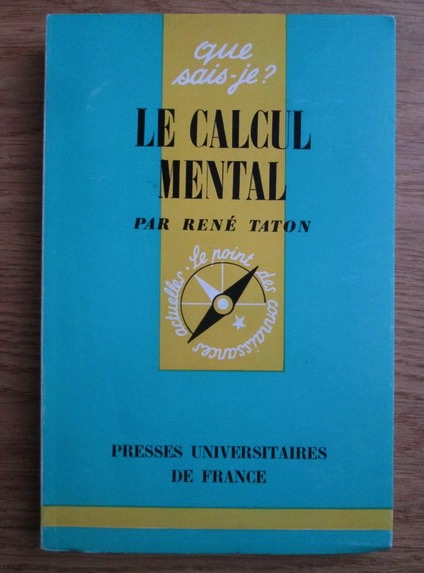 que
sais-je?
LE CALCUL
MENTAL
PAR RENÉ TATON
Le point des connaissances actuelles •
PRESSES UNIVERSITAIRES
DE FRANCE